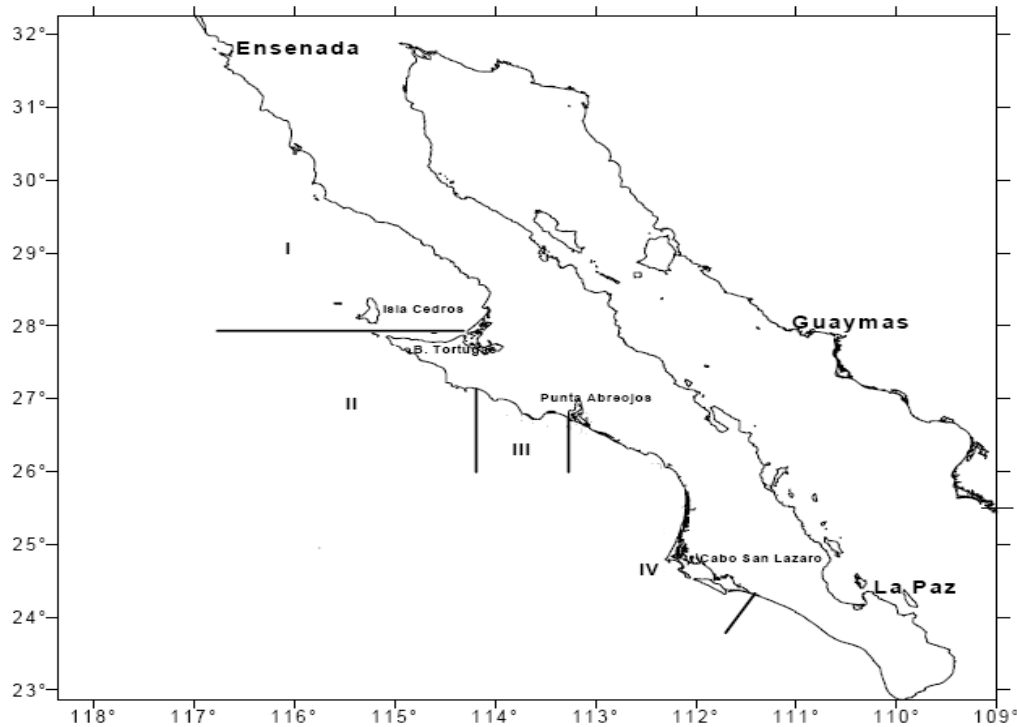 32°
Ensenada
31°
30°
29°
I
Isla Cedros
28°
Guaymas
B. Tortugas
27°
Punta Abreojos
II
III
26°
25°
Cabo San Lazaro
IV
La Paz
24°
23°
118° 117° 116° 115° 114° 113° 112° 111° 110° 109°